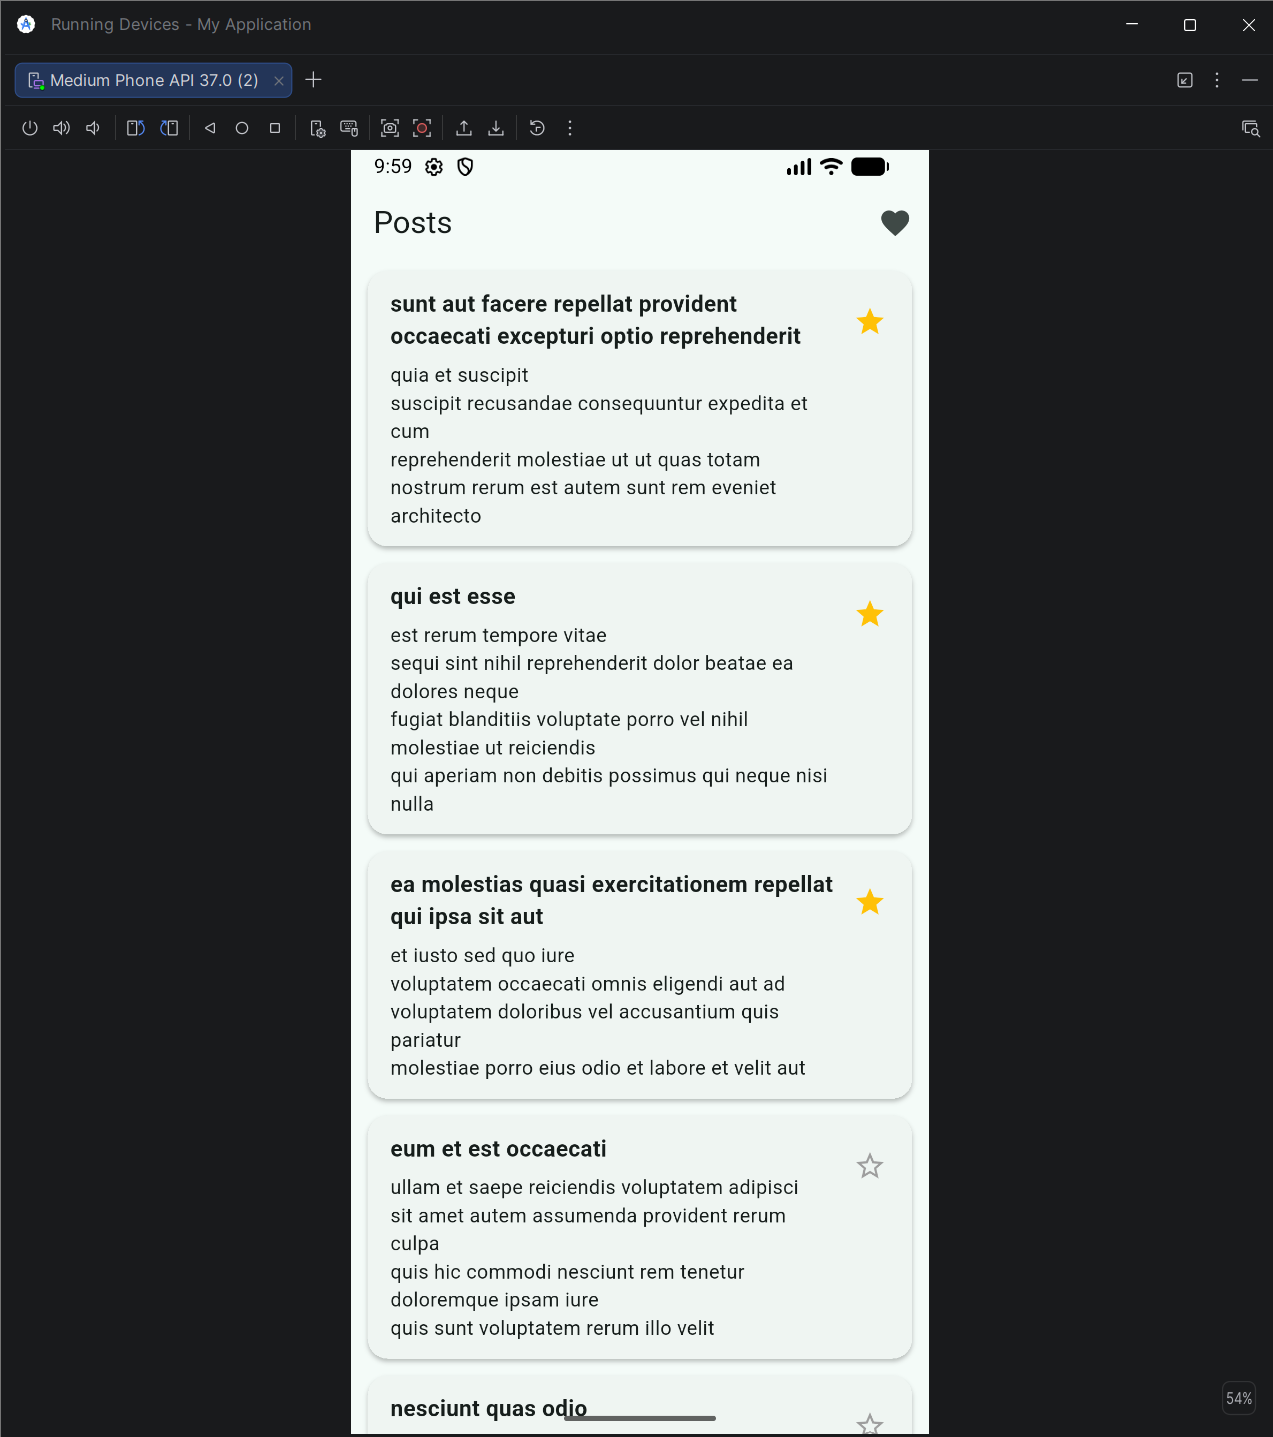 Running Devices - My Application
Medium Phone API 37.0 (2)
9:59
Posts
sunt aut facere repellat provident
occaecati excepturi optio reprehenderit
quia et suscipit
suscipit recusandae consequuntur expedita et
cum
reprehenderit molestiae ut ut quas totam
nostrum rerum est autem sunt rem eveniet
architecto
qui est esse
est rerum tempore vitae
sequi sint nihil reprehenderit dolor beatae ea
dolores neque
fugiat blanditiis voluptate porro vel nihil
molestiae ut reiciendis
qui aperiam non debitis possimus qui neque nisi
nulla
ea molestias quasi exercitationem repellat
qui ipsa sit aut
et iusto sed quo iure
voluptatem occaecati omnis eligendi aut ad
voluptatem doloribus vel accusantium quis
pariatur
molestiae porro eius odio et labore et velit aut
eum et est occaecati
ullam et saepe reiciendis voluptatem adipisci
sit amet autem assumenda provident rerum
culpa
quis hic commodi nesciunt rem tenetur
doloremque ipsam iure
quis sunt voluptatem rerum illo velit
nesciunt quas odio
54%